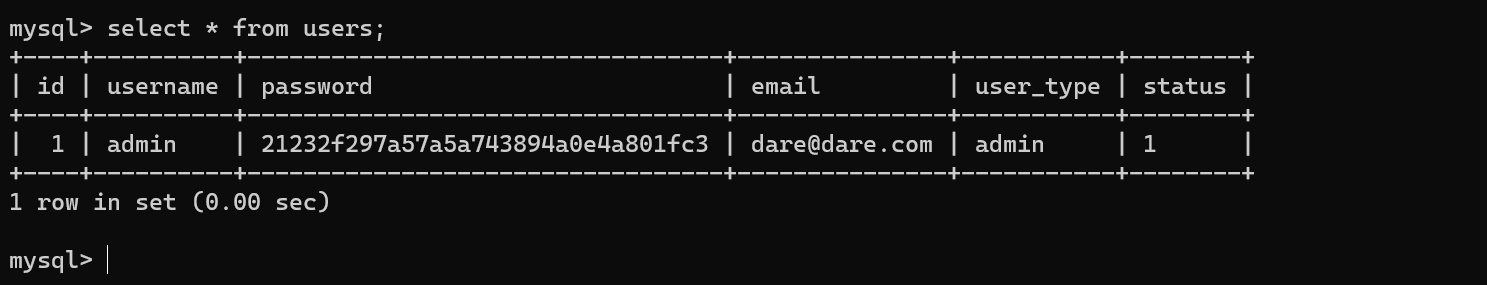 mysql> select * from users;
+----+----------+----------------------------------+---------------+-----------+--------+
| id | username | password                         | email         | user_type | status |
+----+----------+----------------------------------+---------------+-----------+--------+
|  1 | admin    | 21232f297a57a5a743894a0e4a801fc3 | dare@dare.com | admin     | 1      |
+----+----------+----------------------------------+---------------+-----------+--------+
1 row in set (0.00 sec)
mysql>